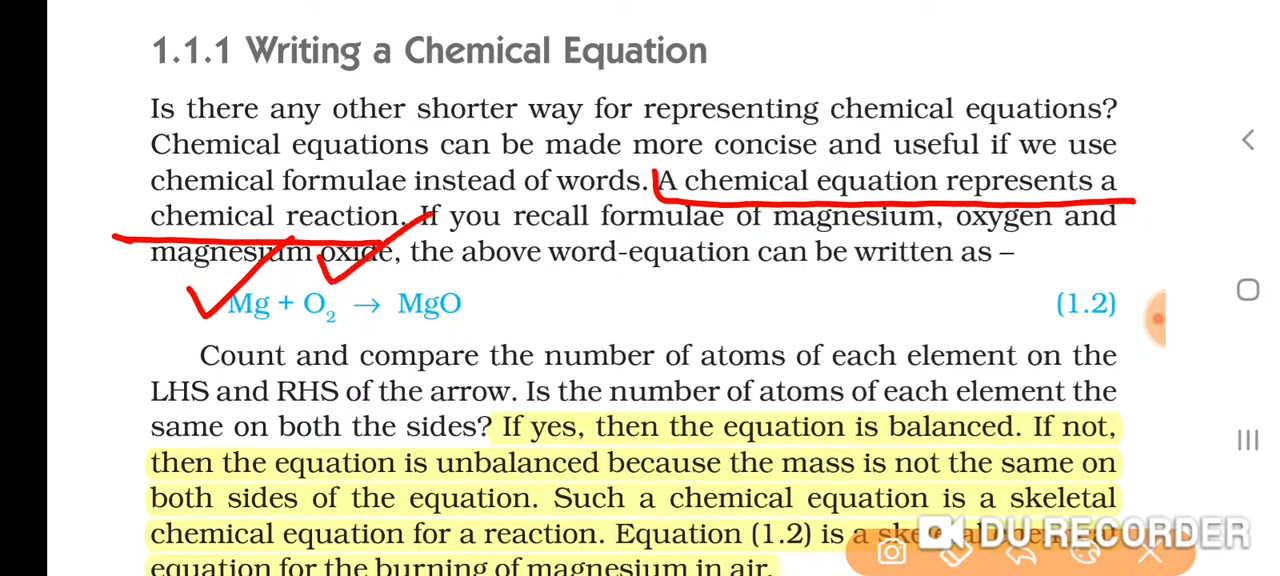 1.1.1 Writing a Chemical Equation
Is there any other shorter way for representing chemical equations?
Chemical equations can be made more concise and useful if we use
chemical formulae instead of words. A chemical equation represents a
chemical reaction. If you recall formulae of magnesium, oxygen and
magnesium oxide, the above word-equation can be written as –
Mg + O₂ → MgO (1.2)
Count and compare the number of atoms of each element on the
LHS and RHS of the arrow. Is the number of atoms of each element the
same on both the sides? If yes, then the equation is balanced. If not,
then the equation is unbalanced because the mass is not the same on
both sides of the equation. Such a chemical equation is a skeletal
chemical equation for a reaction. Equation (1.2) is a
DU RECORDER
equation for the burning of magnesium in air.